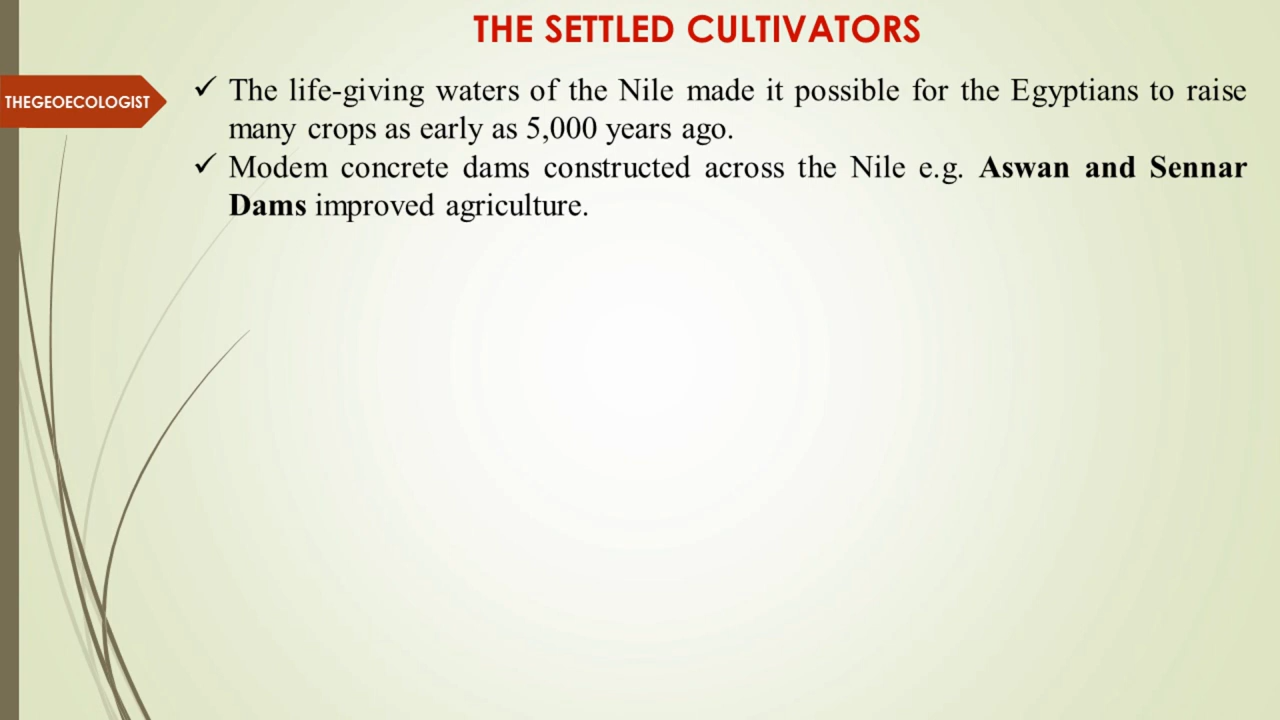 THE SETTLED CULTIVATORS
THEGEOECOLOGIST
✓ The life-giving waters of the Nile made it possible for the Egyptians to raise
many crops as early as 5,000 years ago.
✓ Modem concrete dams constructed across the Nile e.g. Aswan and Sennar
Dams improved agriculture.